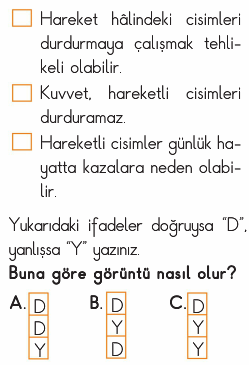 Hareket hâlindeki cisimleri
durdurmaya çalışmak tehli-
keli olabilir.
Kuvvet, hareketli cisimleri
durduramaz.
Hareketli cisimler günlük ha-
yatta kazalara neden olabi-
lir.
Yukarıdaki ifadeler doğruysa "D",
yanlışsa "Y" yazınız.
Buna göre görüntü nasıl olur?
A. D B. D C. D
D Y Y
Y D Y